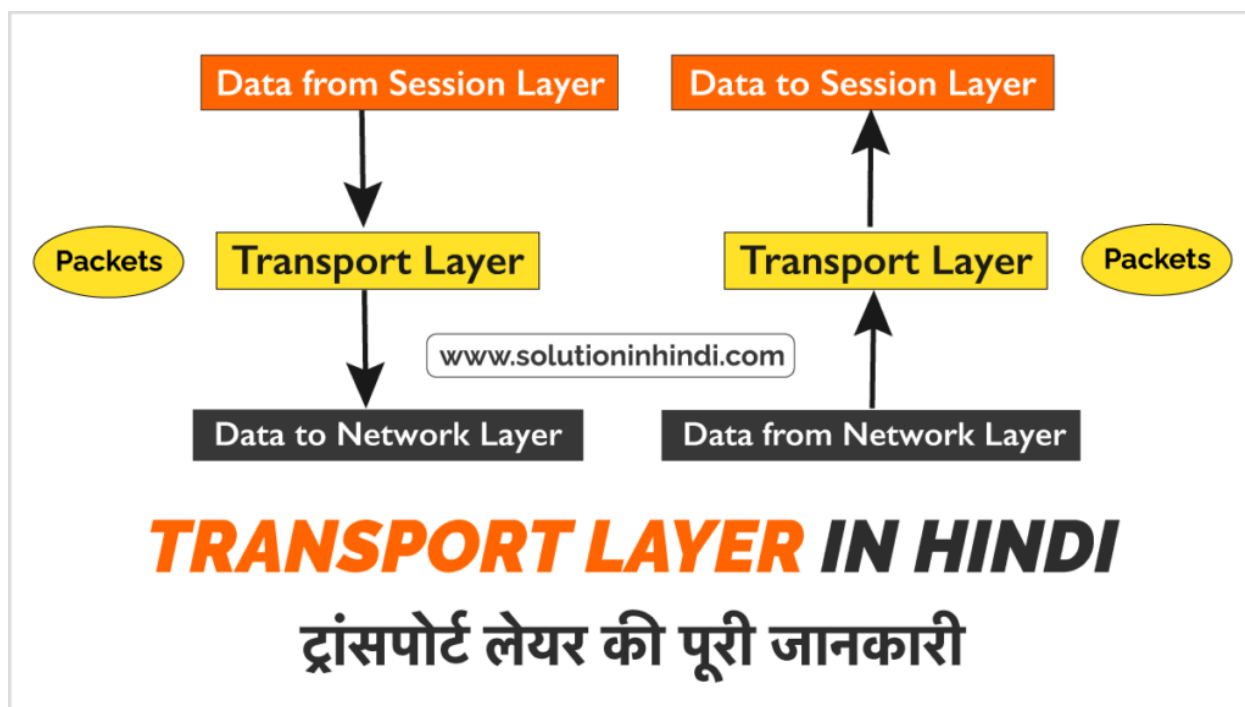 Data from Session Layer
Data to Session Layer
Packets
Transport Layer
Transport Layer
Packets
www.solutioninhindi.com
Data to Network Layer
Data from Network Layer
TRANSPORT LAYER IN HINDI
ट्रांसपोर्ट लेयर की पूरी जानकारी